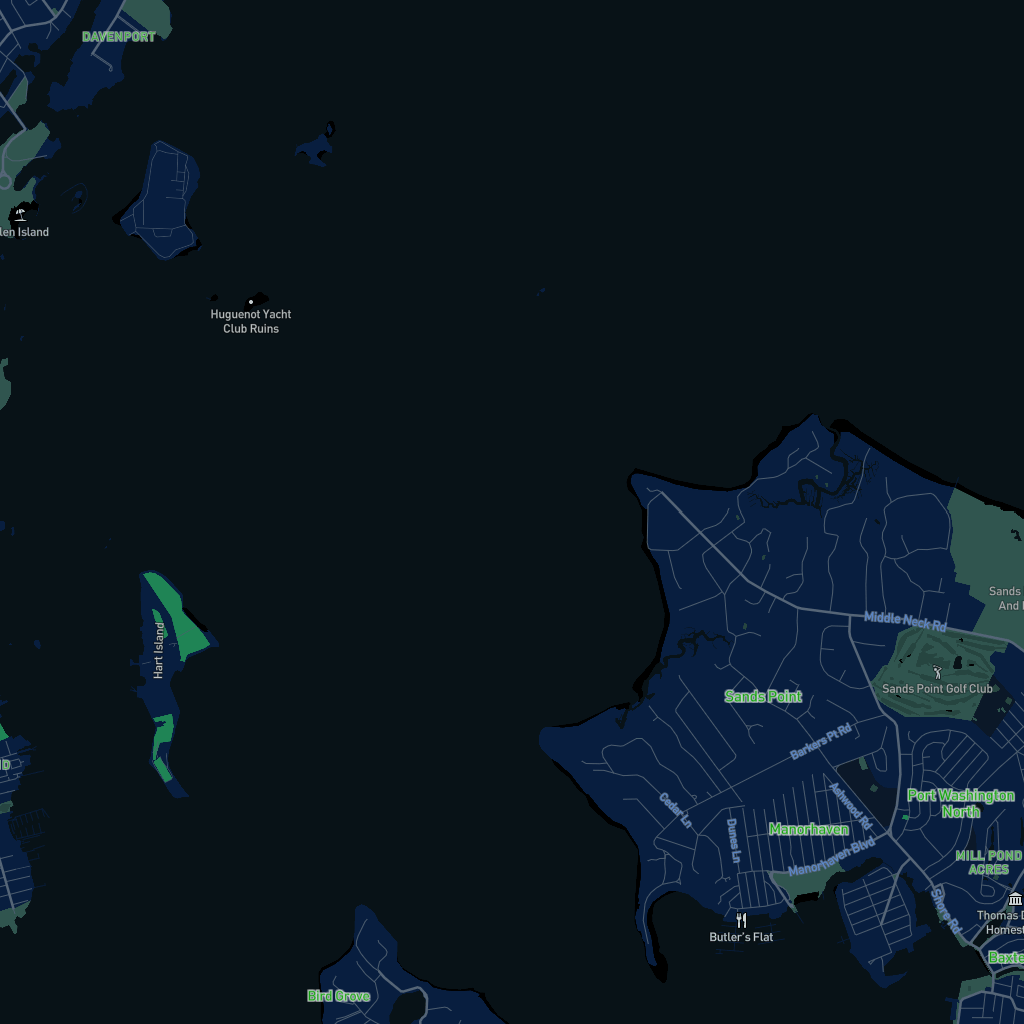 DAVENPORT
len Island
Huguenot Yacht
Club Ruins
Hart Island
Sands
And
Middle Neck Rd
Sands Point Golf Club
Sands Point
Barkers Pt Rd
Ashwood Rd
Port Washington
North
Cedar Ln
Dunes Ln
Manorhaven
Manorhaven Blvd
MILL POND
ACRES
Shore Rd
Thomas D
Homest
Butler's Flat
Baxte
Bird Grove